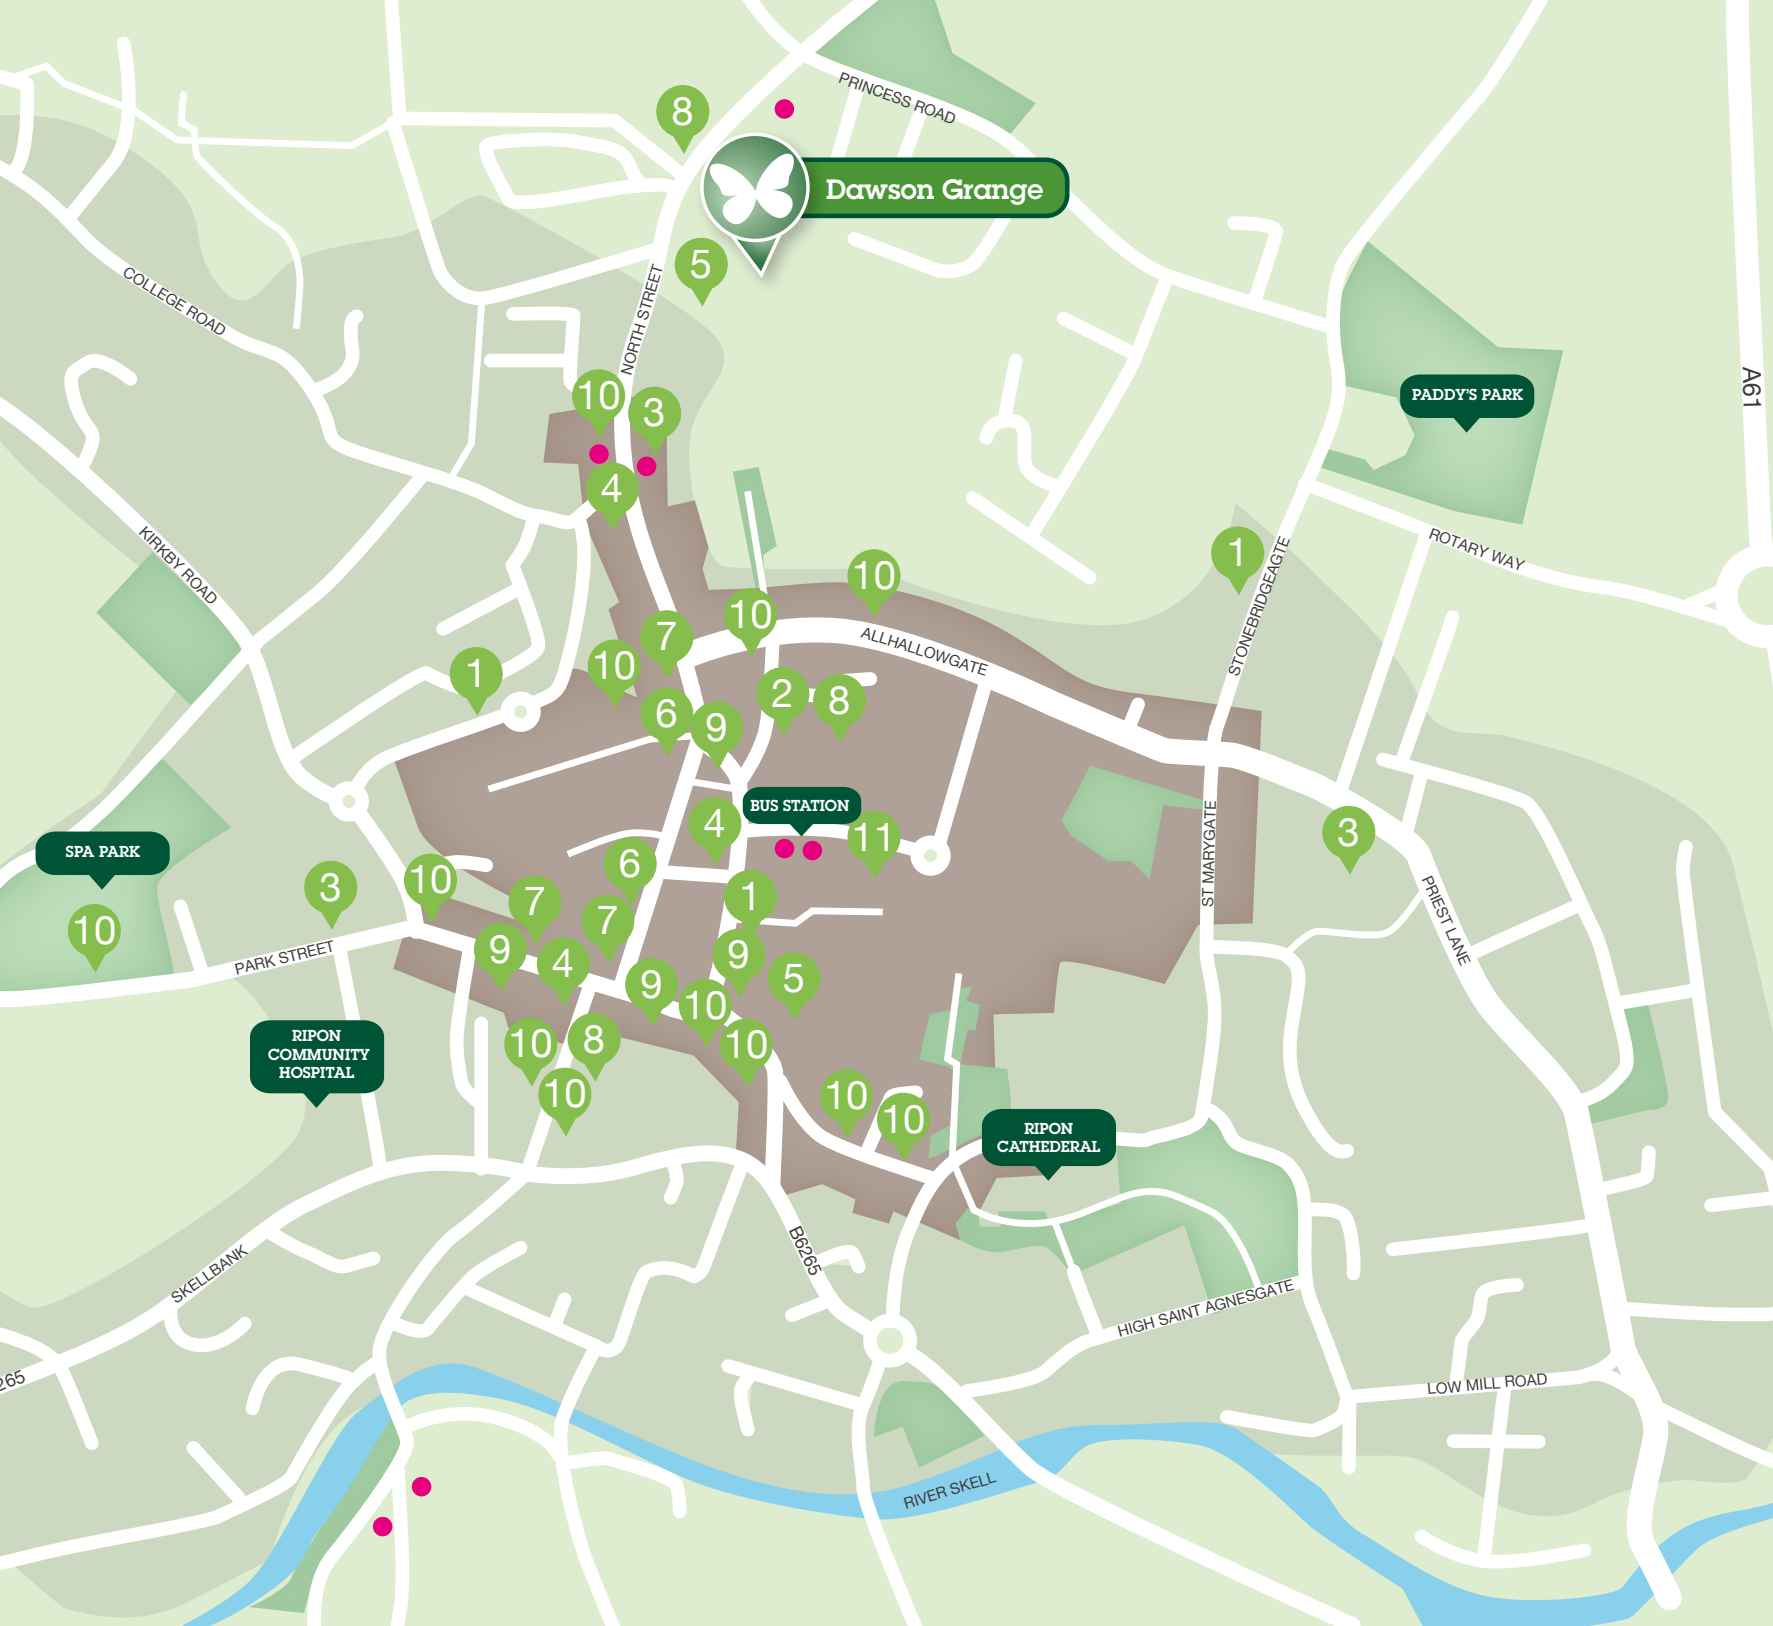 PRINCESS ROAD
8
Dawson Grange
5
COLLEGE ROAD
NORTH STREET
A61
10
3
PADDY'S PARK
4
KIRKBY ROAD
ROTARY WAY
1
STONEBRIDGEAGTE
10
10
7
ALLHALLOWGATE
10
1
2
8
6
9
BUS STATION
4
11
3
ST MARYGATE
SPA PARK
6
10
3
7
1
PRIEST LANE
7
10
PARK STREET
9
4
9
5
9
10
RIPON
COMMUNITY
HOSPITAL
10
8
10
10
10
10
RIPON
CATHEDERAL
B6265
SKELLBANK
HIGH SAINT AGNESGATE
265
LOW MILL ROAD
RIVER SKELL